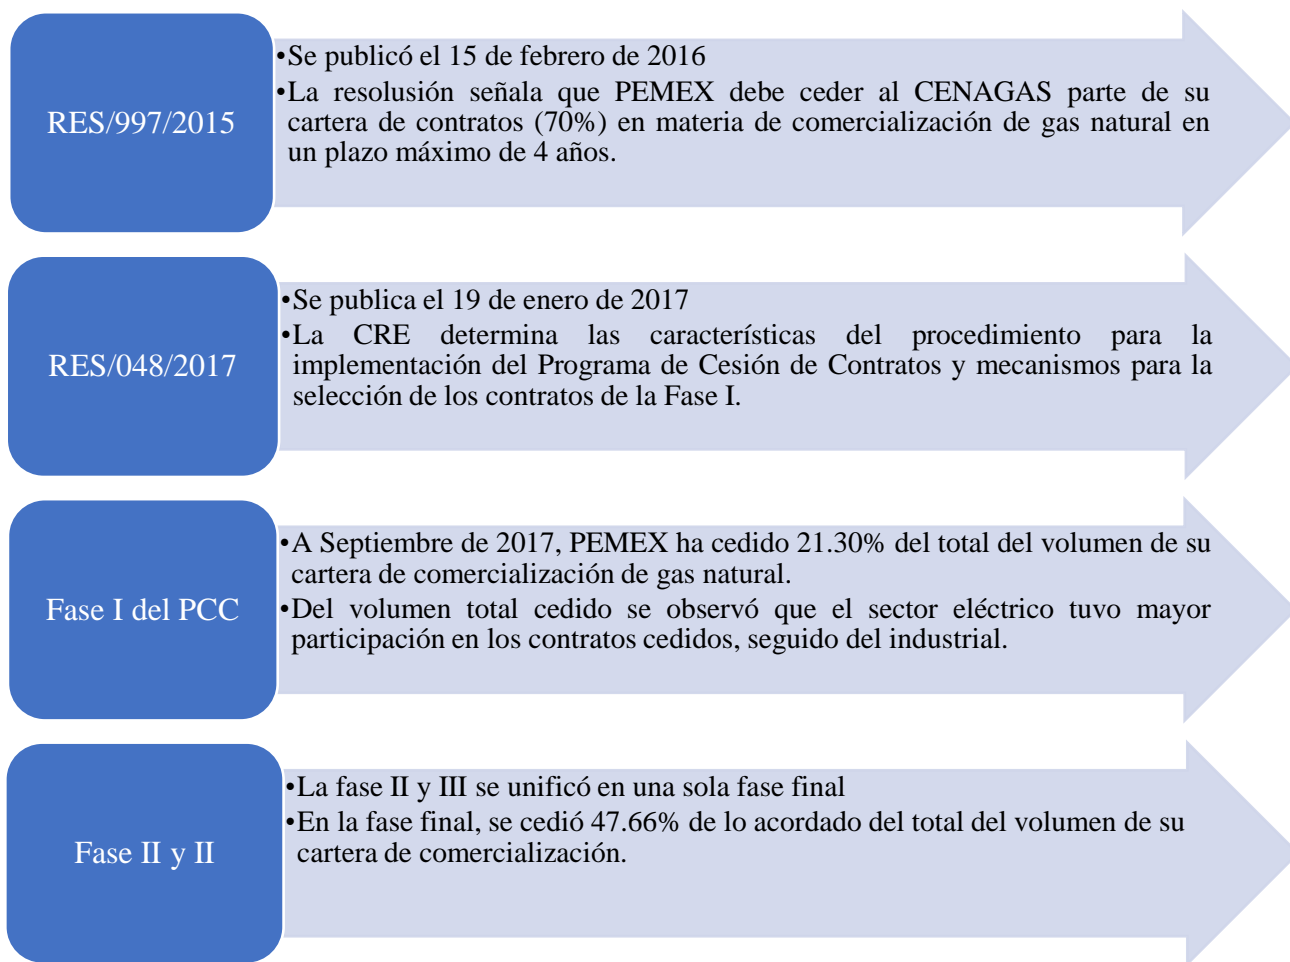 RES/997/2015
•Se publicó el 15 de febrero de 2016
•La resolusión señala que PEMEX debe ceder al CENAGAS parte de su
cartera de contratos (70%) en materia de comercialización de gas natural en
un plazo máximo de 4 años.
RES/048/2017
•Se publica el 19 de enero de 2017
•La CRE determina las características del procedimiento para la
implementación del Programa de Cesión de Contratos y mecanismos para la
selección de los contratos de la Fase I.
Fase I del PCC
•A Septiembre de 2017, PEMEX ha cedido 21.30% del total del volumen de su
cartera de comercialización de gas natural.
•Del volumen total cedido se observó que el sector eléctrico tuvo mayor
participación en los contratos cedidos, seguido del industrial.
Fase II y II
•La fase II y III se unificó en una sola fase final
•En la fase final, se cedió 47.66% de lo acordado del total del volumen de su
cartera de comercialización.